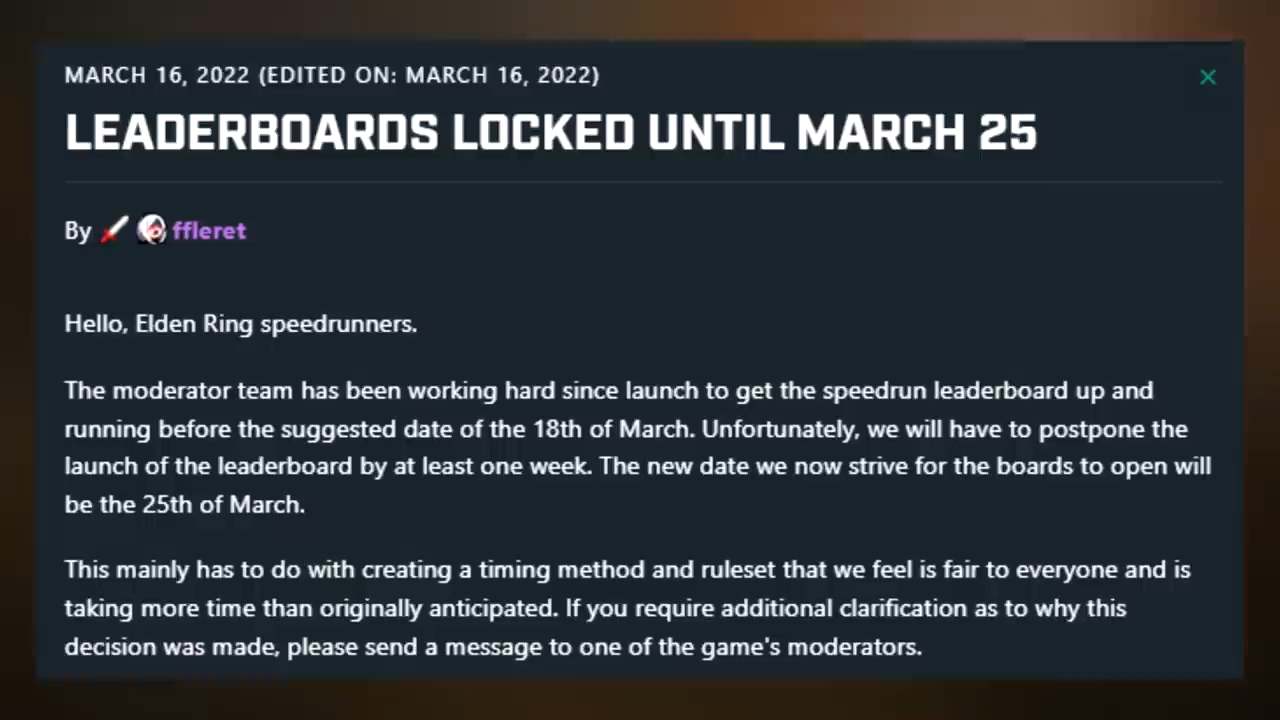 MARCH 16, 2022 (EDITED ON: MARCH 16, 2022)
LEADERBOARDS LOCKED UNTIL MARCH 25
By ffleret
Hello, Elden Ring speedrunners.
The moderator team has been working hard since launch to get the speedrun leaderboard up and
running before the suggested date of the 18th of March. Unfortunately, we will have to postpone the
launch of the leaderboard by at least one week. The new date we now strive for the boards to open will
be the 25th of March.
This mainly has to do with creating a timing method and ruleset that we feel is fair to everyone and is
taking more time than originally anticipated. If you require additional clarification as to why this
decision was made, please send a message to one of the game's moderators.